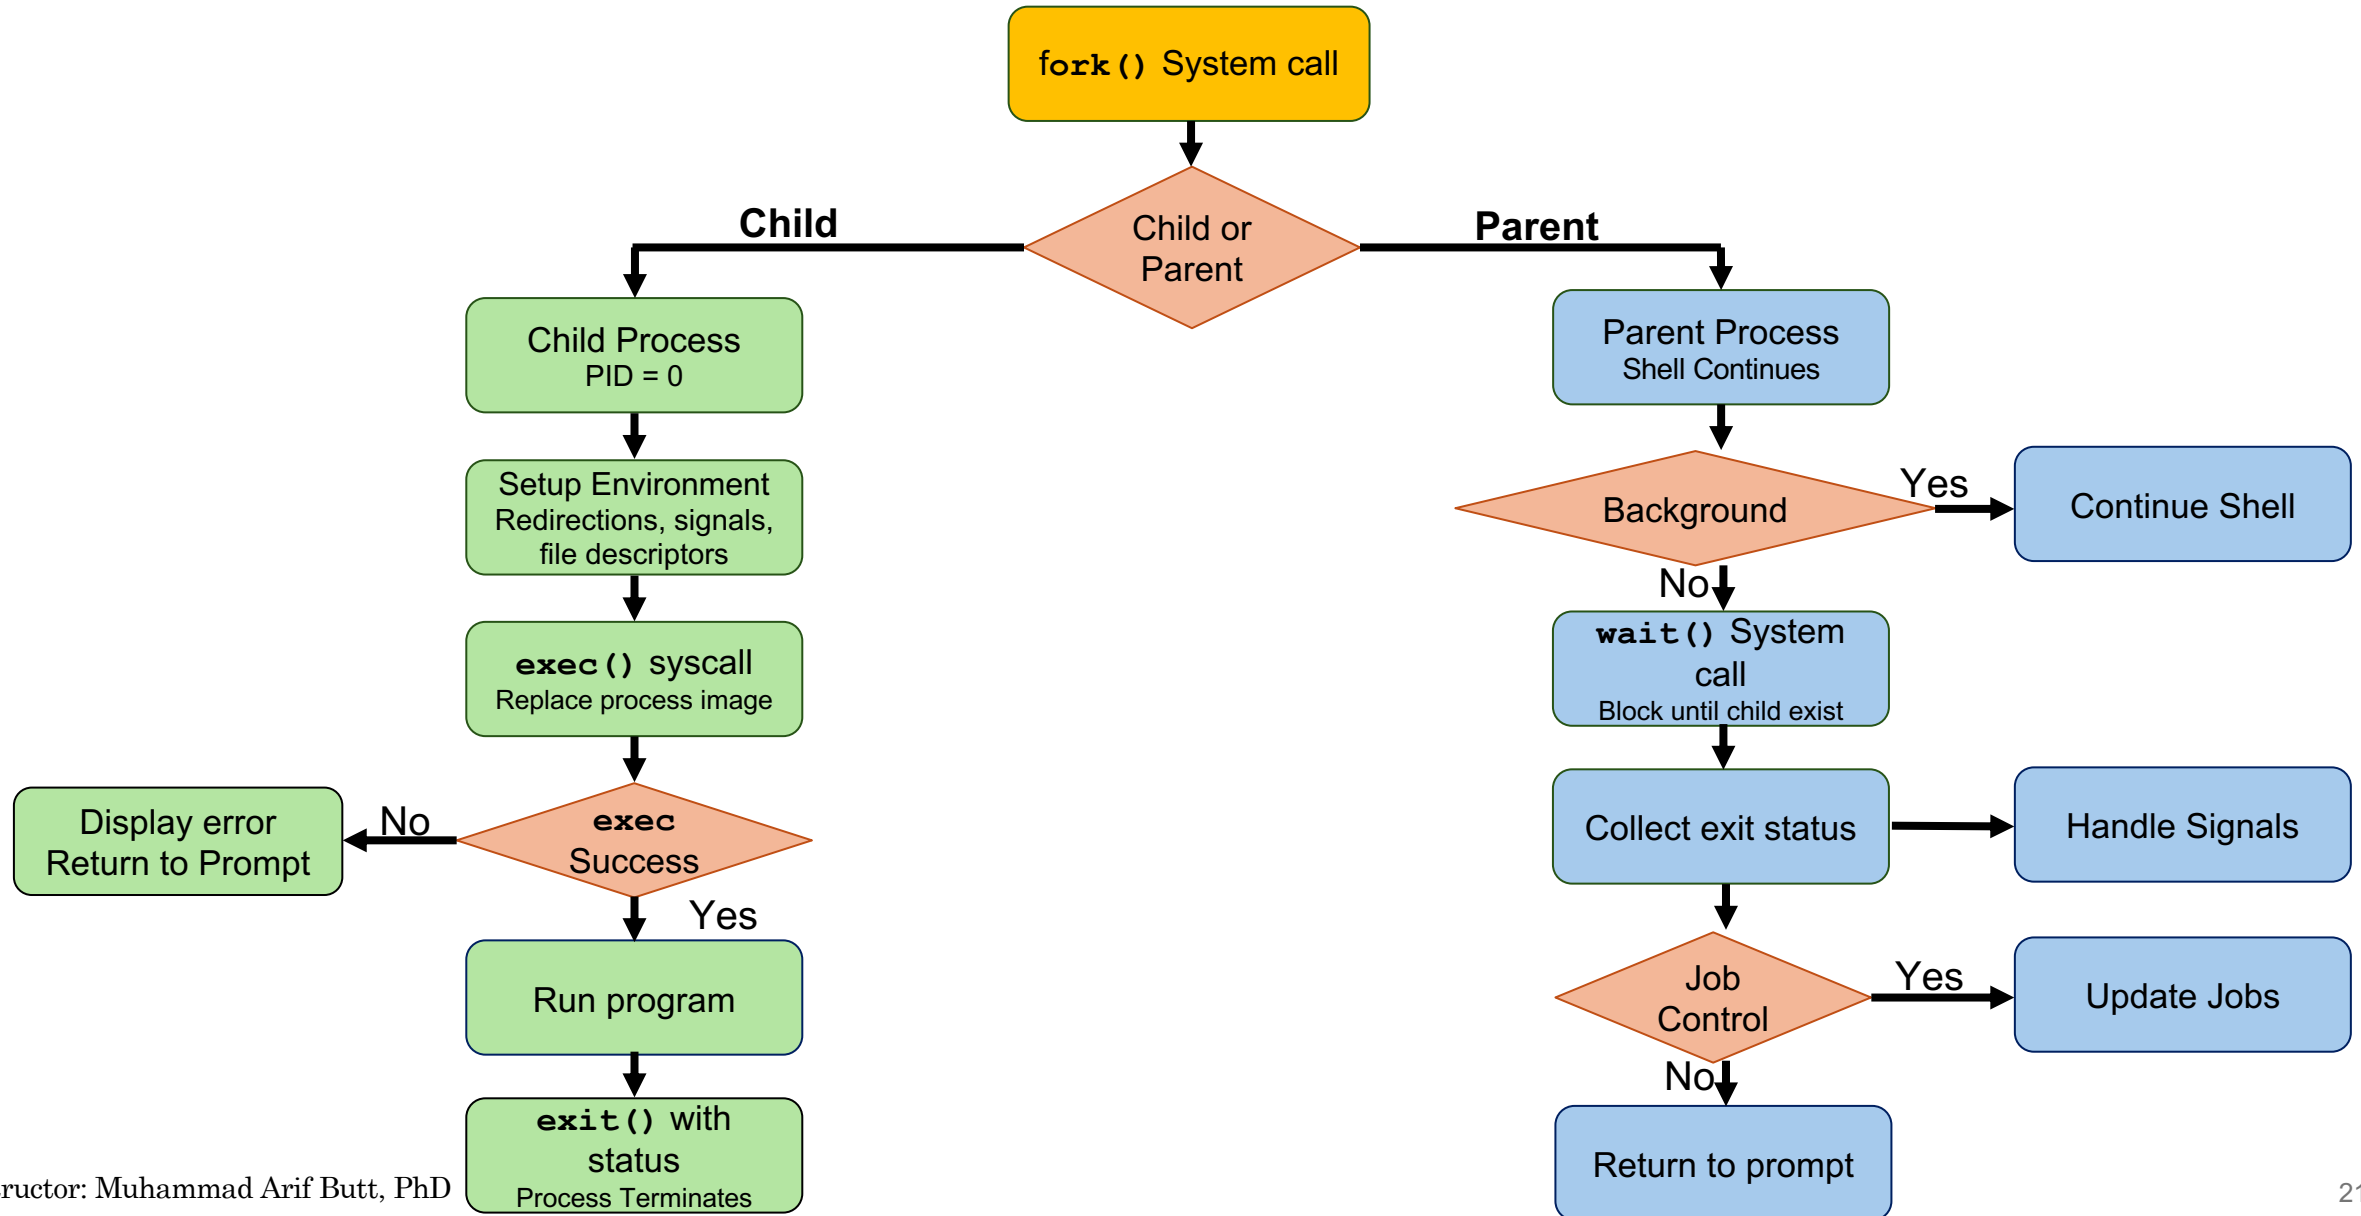 fork() System call
Child or
Parent
Child
Parent
Child Process
PID = 0
Setup Environment
Redirections, signals,
file descriptors
exec() syscall
Replace process image
exec
Success
No
Display error
Return to Prompt
Yes
Run program
exit() with
status
Process Terminates
Parent Process
Shell Continues
Background
Yes
Continue Shell
No
wait() System
call
Block until child exist
Collect exit status
Handle Signals
Job
Control
Yes
Update Jobs
No
Return to prompt
ructor: Muhammad Arif Butt, PhD
21